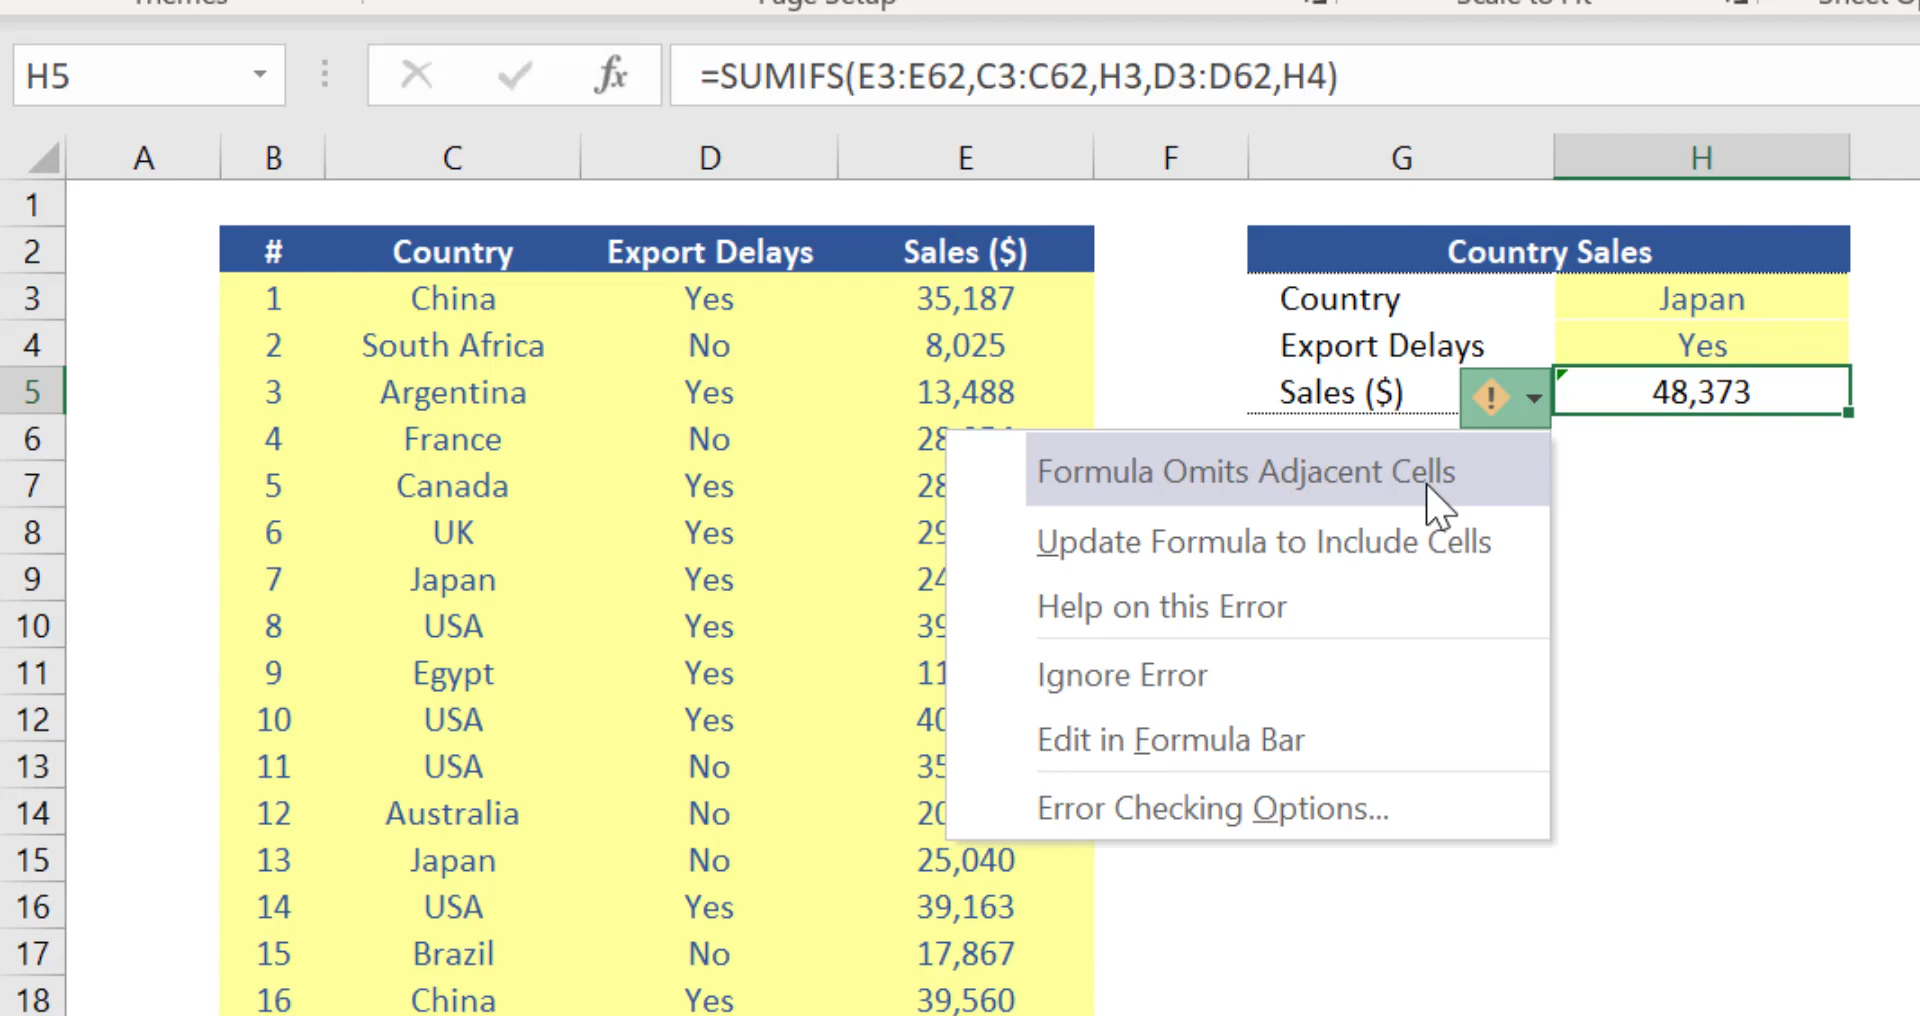 Themes Page Setup Scale to Fit
H5 fx =SUMIFS(E3:E62,C3:C62,H3,D3:D62,H4)
A B C D E F G H
1
2 # Country Export Delays Sales ($) Country Sales
3 1 China Yes 35,187 Country Japan
4 2 South Africa No 8,025 Export Delays Yes
5 3 Argentina Yes 13,488 Sales ($) ! 48,373
6 4 France No 28
Formula Omits Adjacent Cells
7 5 Canada Yes 28
8 6 UK Yes 29
Update Formula to Include Cells
9 7 Japan Yes 24
Help on this Error
10 8 USA Yes 39
11 9 Egypt Yes 11
Ignore Error
12 10 USA Yes 40
Edit in Formula Bar
13 11 USA No 35
14 12 Australia No 20
Error Checking Options...
15 13 Japan No 25,040
16 14 USA Yes 39,163
17 15 Brazil No 17,867
18 16 China Yes 39,560